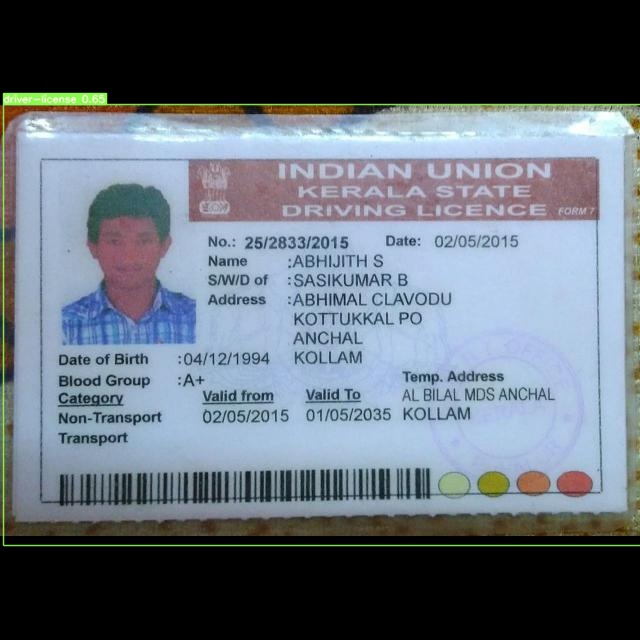 driver-license 0.65
INDIAN UNION
KERALA STATE
DRIVING LICENCE FORM 7
No.: 25/2833/2015 Date: 02/05/2015
Name :ABHIJITH S
S/W/D of :SASIKUMAR B
Address :ABHIMAL CLAVODU
KOTTUKKAL PO
ANCHAL
Date of Birth :04/12/1994 KOLLAM
Blood Group :A+
Temp. Address
Category Valid from Valid To AL BILAL MDS ANCHAL
Non-Transport 02/05/2015 01/05/2035 KOLLAM
Transport